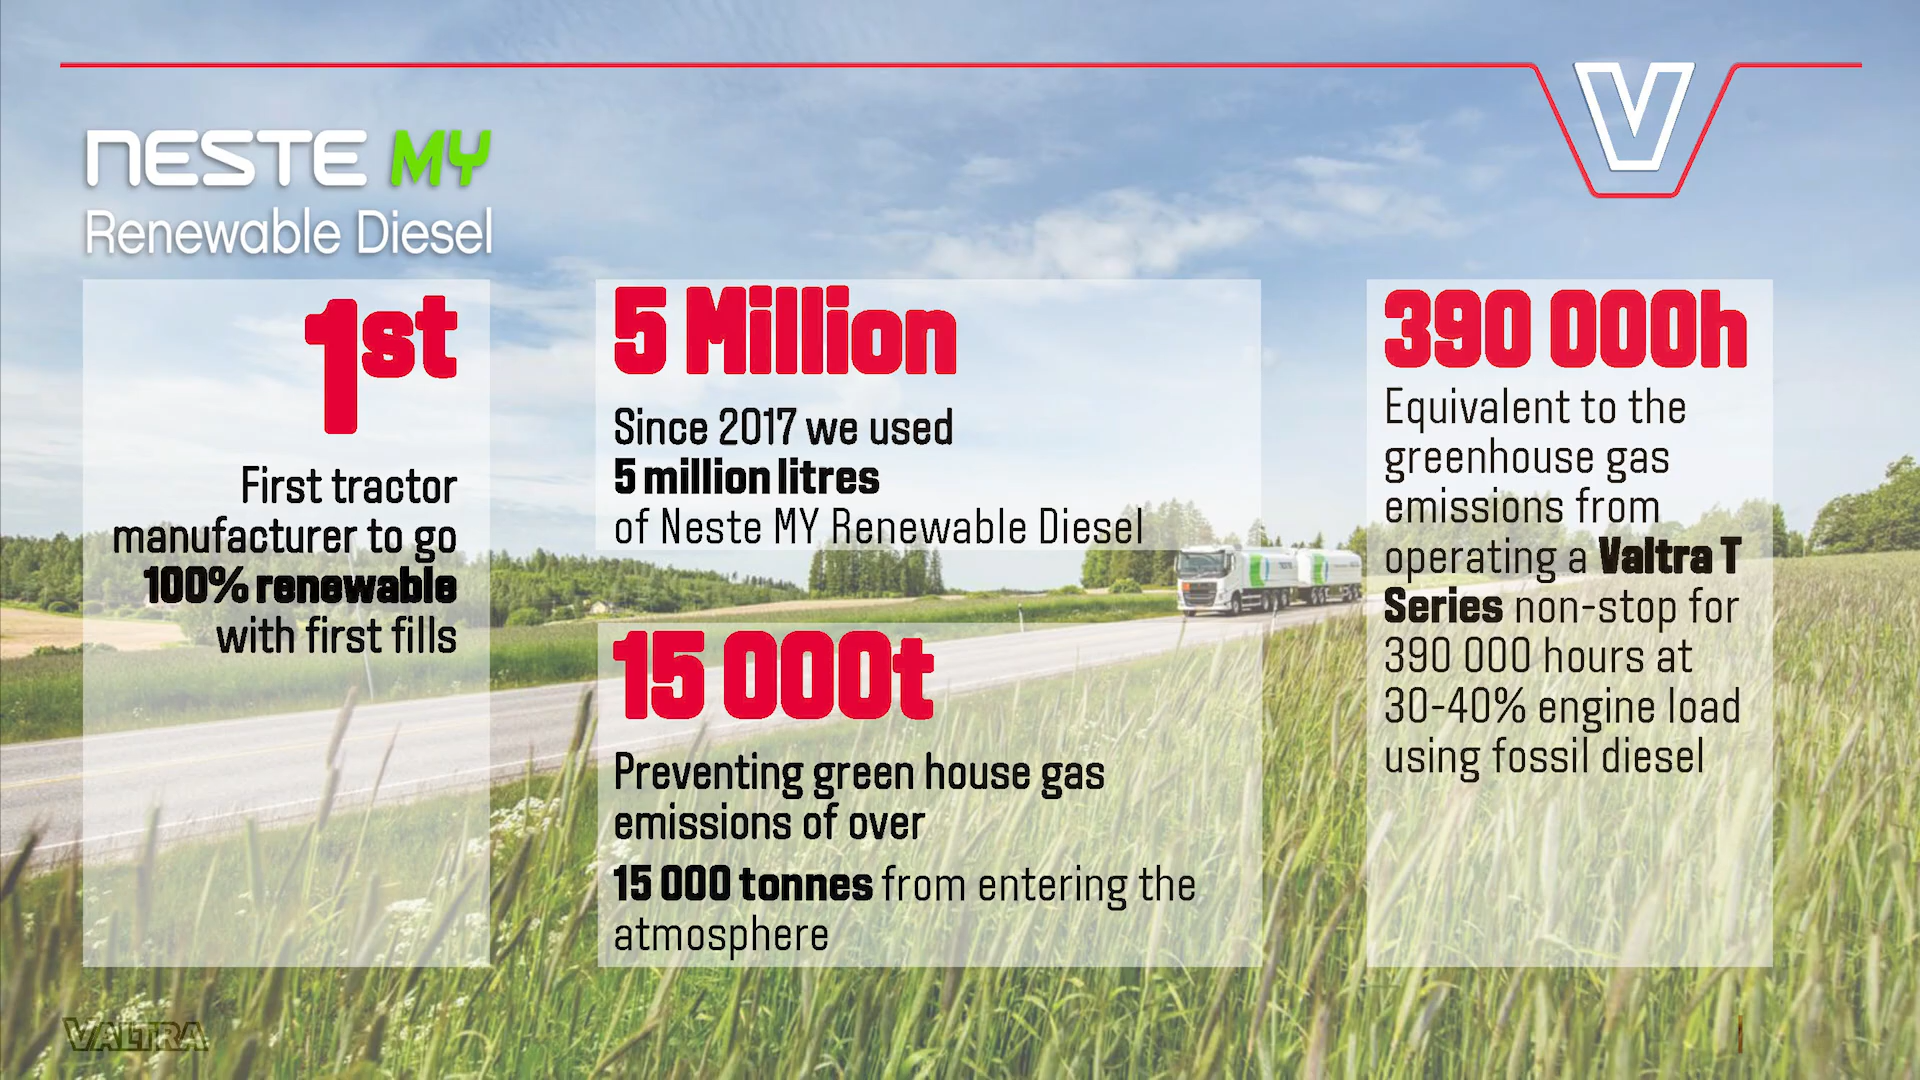 NESTE MY
Renewable Diesel
V
1st
First tractor
manufacturer to go
100% renewable
with first fills
5 Million
Since 2017 we used
5 million litres
of Neste MY Renewable Diesel
15 000t
Preventing green house gas
emissions of over
15 000 tonnes from entering the
atmosphere
390 000h
Equivalent to the
greenhouse gas
emissions from
operating a Valtra T
Series non-stop for
390 000 hours at
30-40% engine load
using fossil diesel
VALTRA